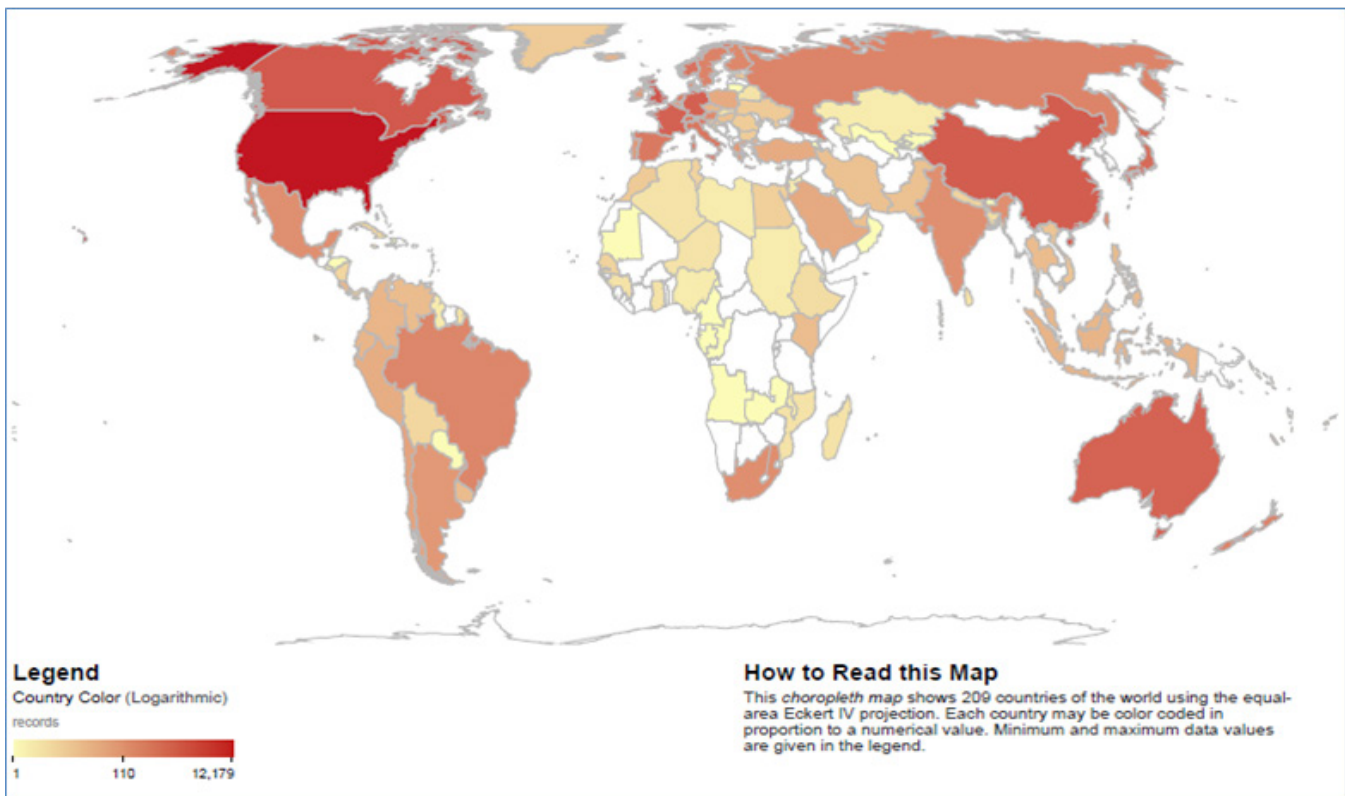 Legend
Country Color (Logarithmic)
records
1 110 12,179
How to Read this Map
This choropleth map shows 209 countries of the world using the equal-
area Eckert IV projection. Each country may be color coded in
proportion to a numerical value. Minimum and maximum data values
are given in the legend.